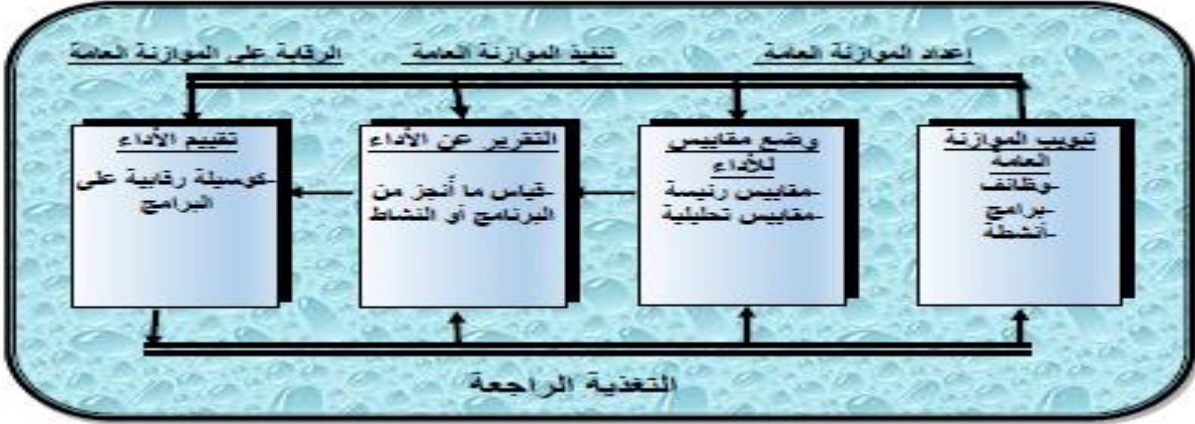 إعداد الموازنة العامة
تنفيذ الموازنة العامة
الرقابة على الموازنة العامة
تبويب الموازنة
العامة
-وظائف
-برامج
-أنشطة
وضع مقاييس
للأداء
-مقاييس رئيسة
-مقاييس تحليلية
التقرير عن الأداء
-قياس ما أنجز من
البرنامج أو النشاط
تقييم الأداء
-كوسيلة رقابية على
البرامج
التغذية الراجعة